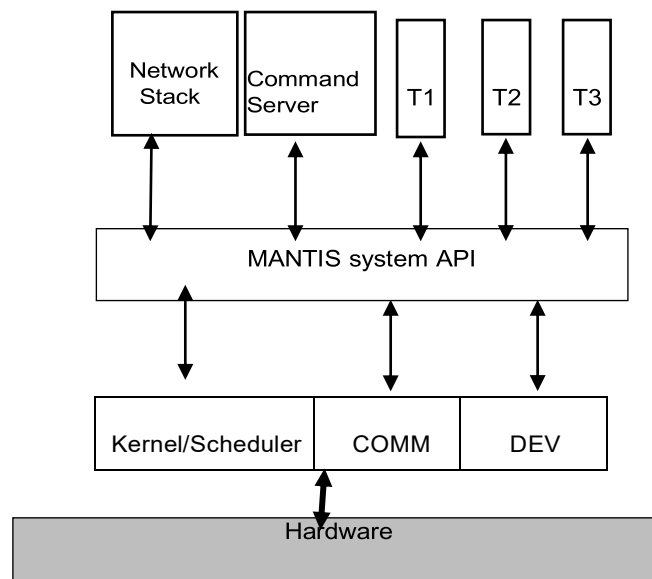 Network
Stack
Command
Server
T1
T2
T3
MANTIS system API
Kernel/Scheduler
COMM
DEV
Hardware